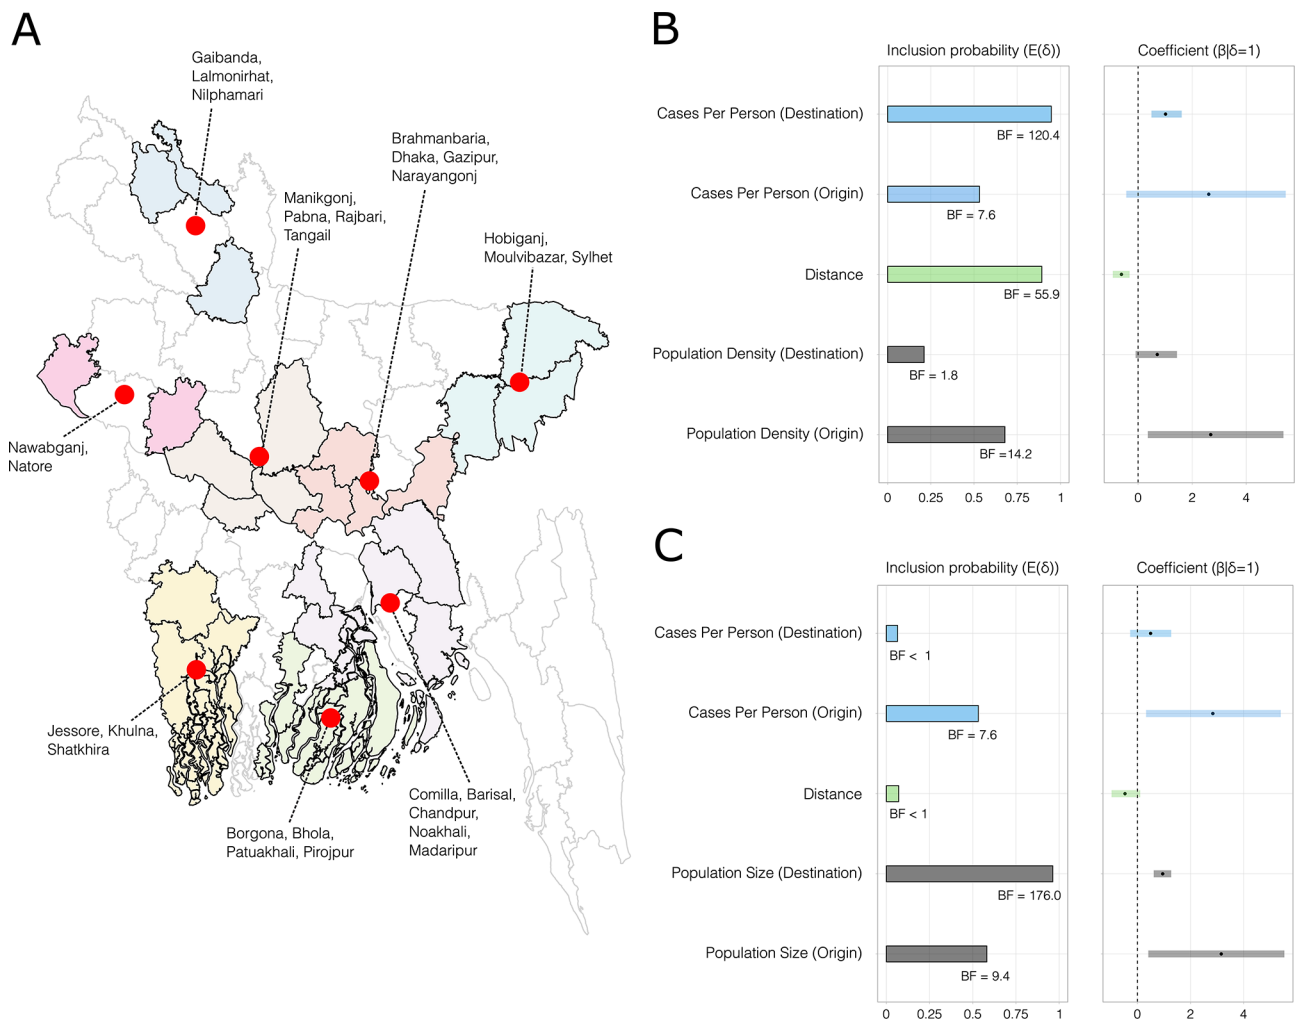 A
Gaibanda,
Lalmonirhat,
Nilphamari
Brahmanbaria,
Dhaka, Gazipur,
Narayangonj
Manikgonj,
Pabna, Rajbari,
Tangail
Hobiganj,
Moulvibazar, Sylhet
Nawabganj,
Natore
Jessore, Khulna,
Shatkhira
Borgona, Bhola,
Patuakhali, Pirojpur
Comilla, Barisal,
Chandpur,
Noakhali,
Madaripur
B
Inclusion probability (E(δ))
Coefficient (β|δ=1)
Cases Per Person (Destination)
BF = 120.4
Cases Per Person (Origin)
BF = 7.6
Distance
BF = 55.9
Population Density (Destination)
BF = 1.8
Population Density (Origin)
BF =14.2
0 0.25 0.5 0.75 1
0 2 4
C
Inclusion probability (E(δ))
Coefficient (β|δ=1)
Cases Per Person (Destination)
BF < 1
Cases Per Person (Origin)
BF = 7.6
Distance
BF < 1
Population Size (Destination)
BF = 176.0
Population Size (Origin)
BF = 9.4
0 0.25 0.5 0.75 1
0 2 4